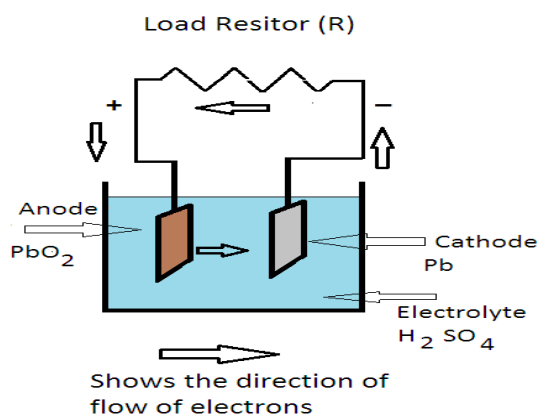 Load Resitor (R)
+
−
Anode
PbO2
Cathode
Pb
Electrolyte
H2 SO4
Shows the direction of
flow of electrons